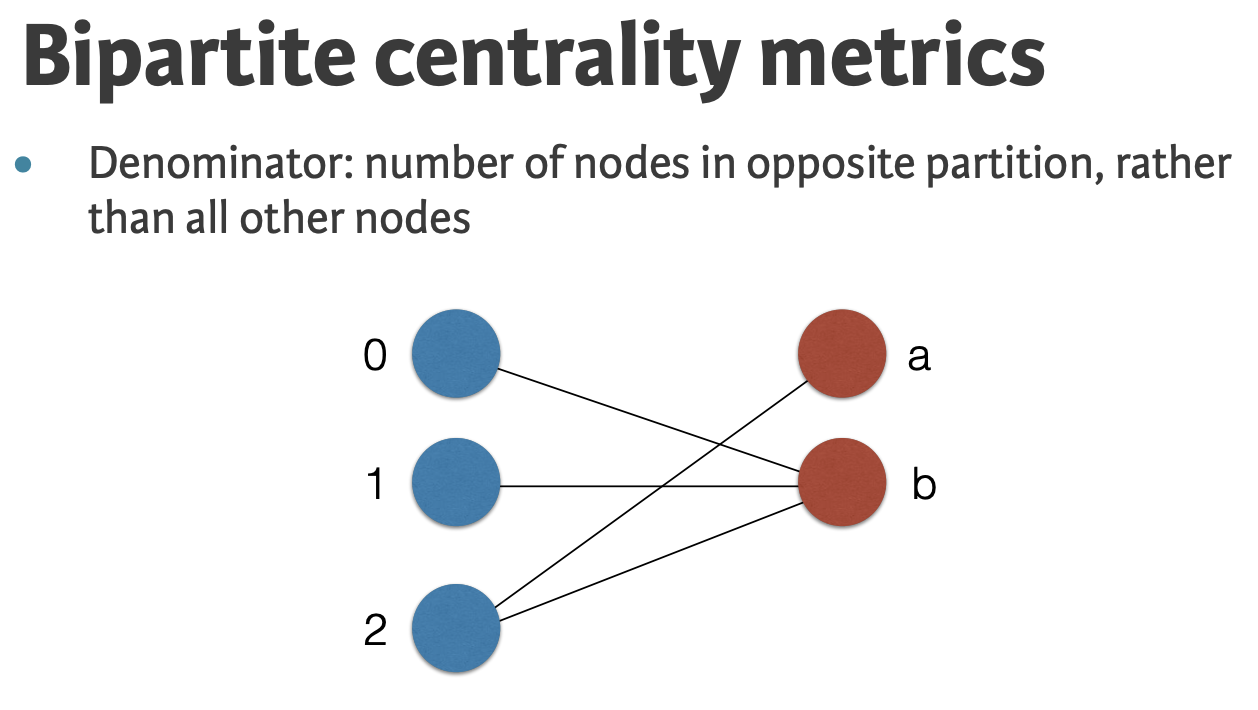 Bipartite centrality metrics
• Denominator: number of nodes in opposite partition, rather
than all other nodes
0
a
1
b
2